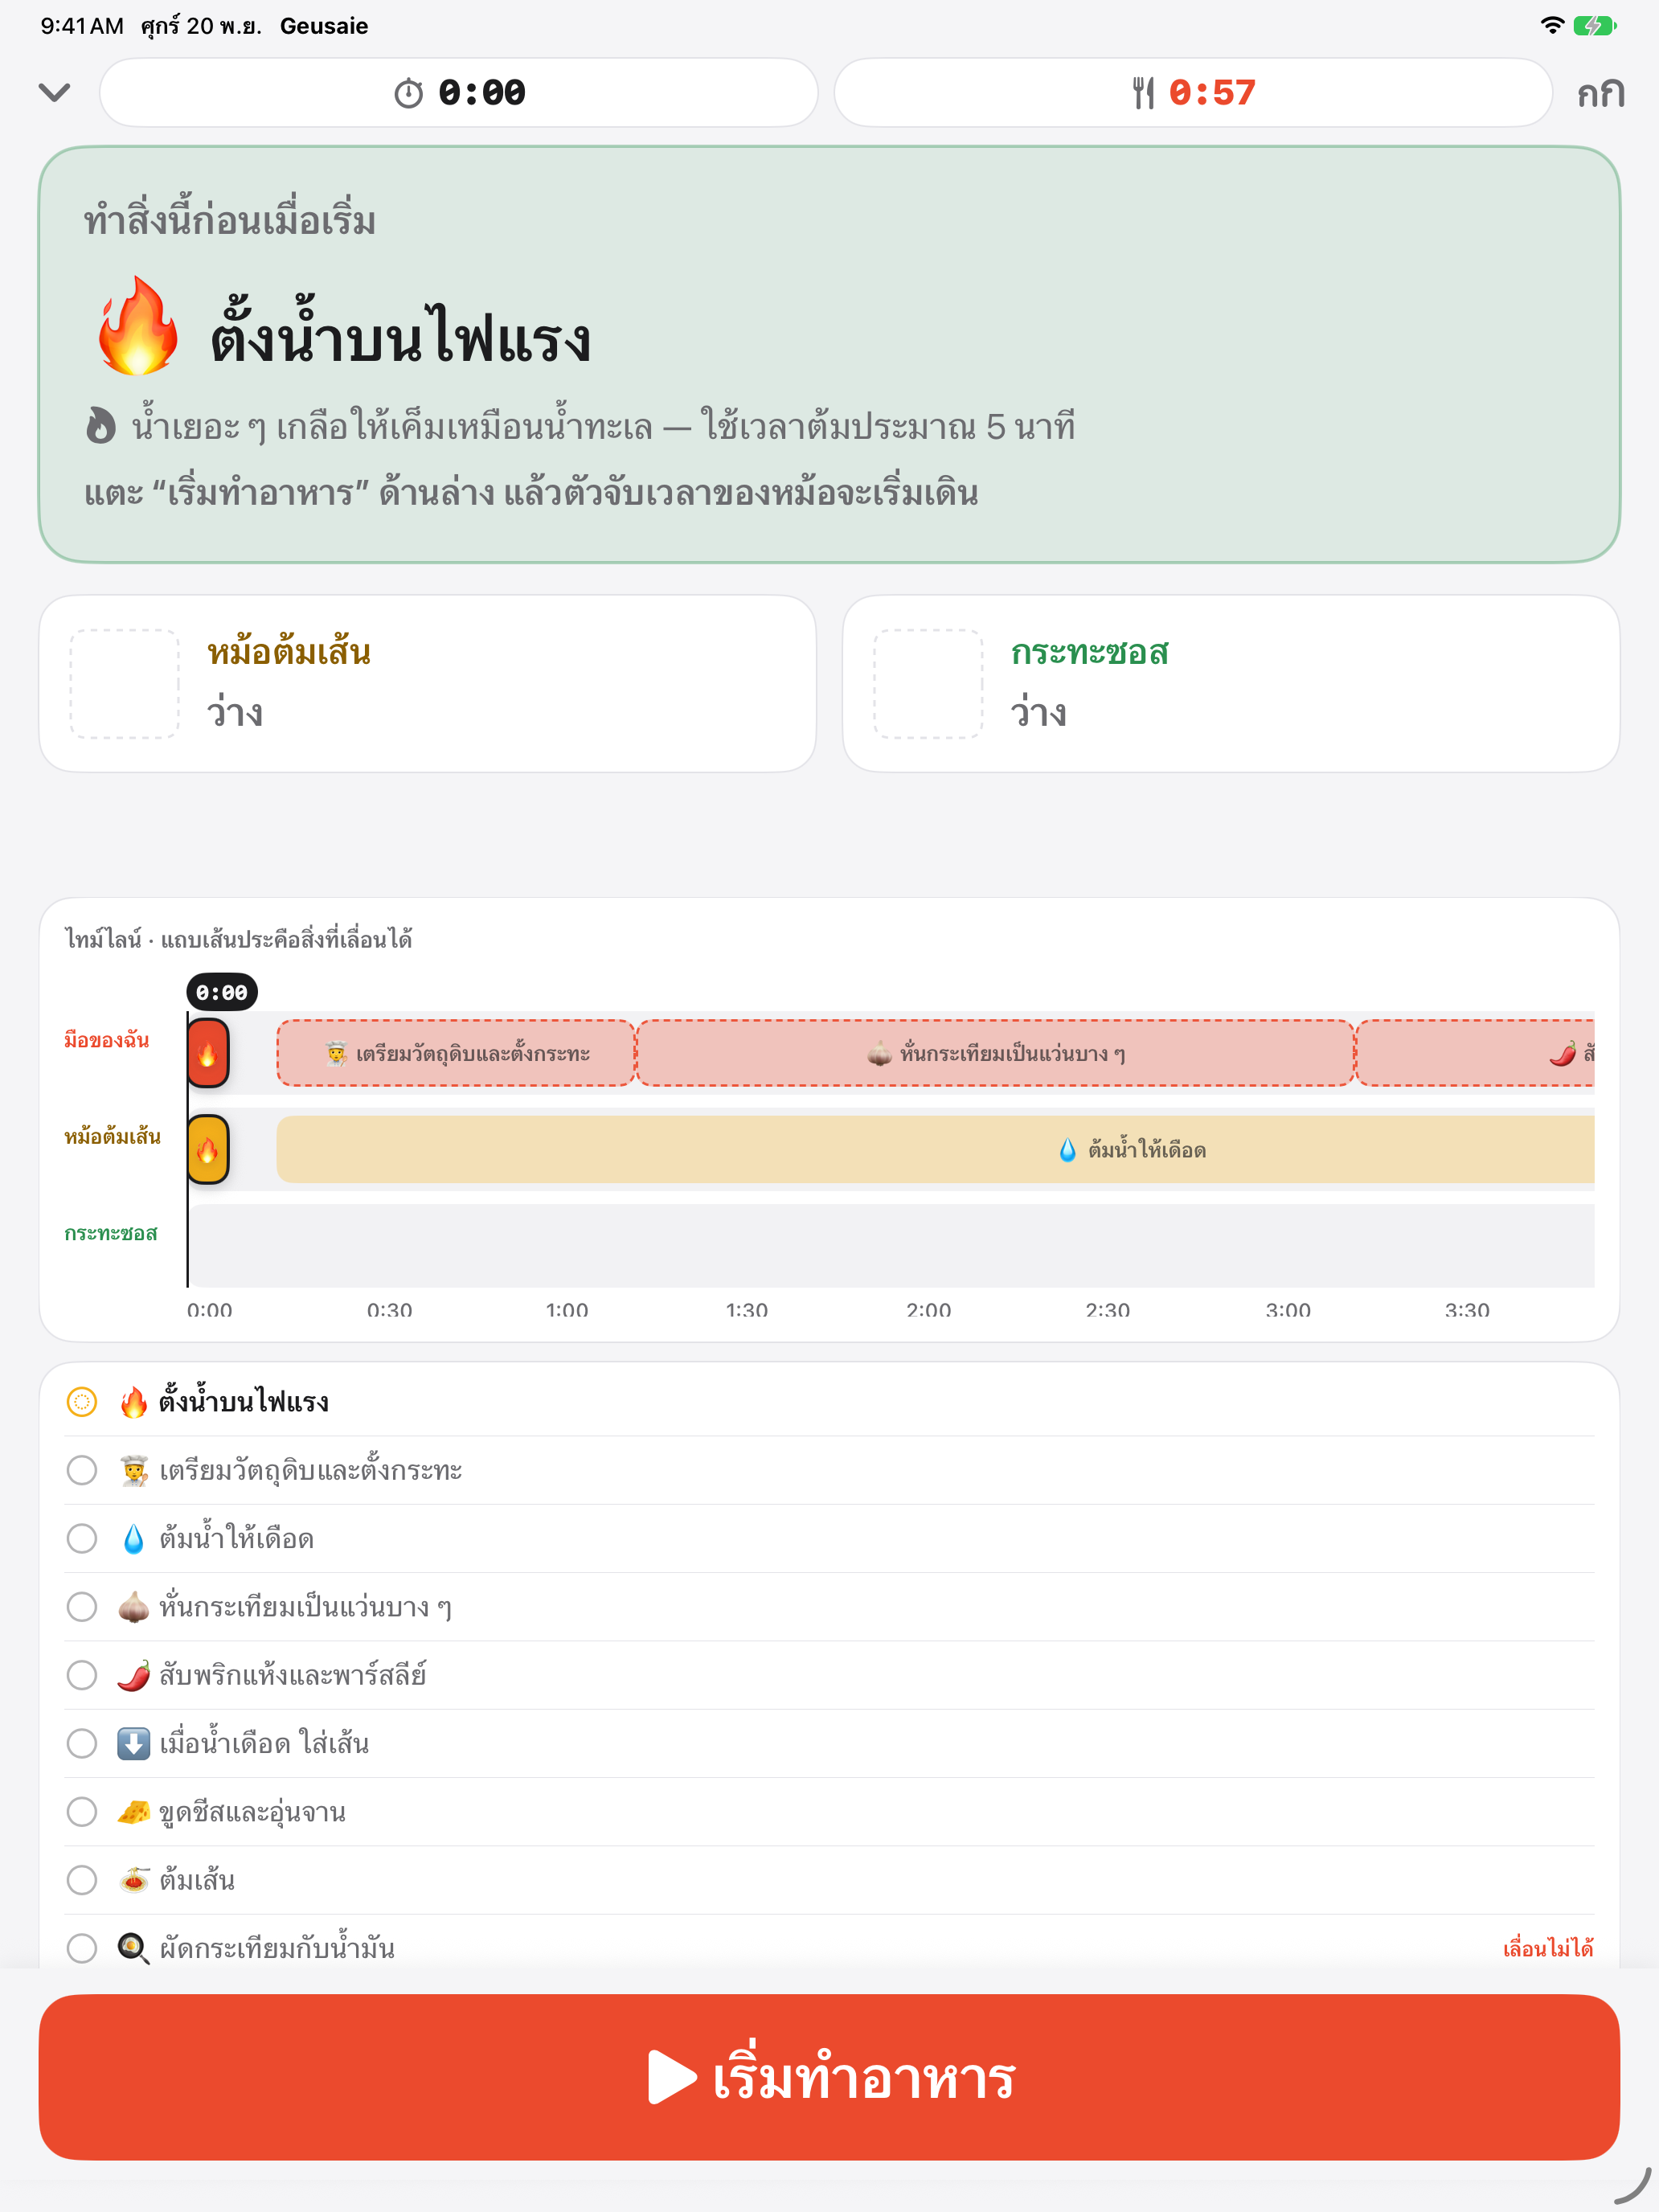 9:41 AM ศุกร์ 20 พ.ย. Geusaie
0:00
0:57
กก
ทำสิ่งนี้ก่อนเมื่อเริ่ม
ตั้งน้ำบนไฟแรง
น้ำเยอะ ๆ เกลือให้เค็มเหมือนน้ำทะเล — ใช้เวลาต้มประมาณ 5 นาที
แตะ “เริ่มทำอาหาร” ด้านล่าง แล้วตัวจับเวลาของหม้อจะเริ่มเดิน
หม้อต้มเส้น
ว่าง
กระทะซอส
ว่าง
ไทม์ไลน์ · แถบเส้นประคือสิ่งที่เลื่อนได้
0:00
มือของฉัน
เตรียมวัตถุดิบและตั้งกระทะ
หั่นกระเทียมเป็นแว่นบาง ๆ
หม้อต้มเส้น
ต้มน้ำให้เดือด
กระทะซอส
0:00 0:30 1:00 1:30 2:00 2:30 3:00 3:30
ตั้งน้ำบนไฟแรง
เตรียมวัตถุดิบและตั้งกระทะ
ต้มน้ำให้เดือด
หั่นกระเทียมเป็นแว่นบาง ๆ
สับพริกแห้งและพาร์สลีย์
เมื่อน้ำเดือด ใส่เส้น
ขูดชีสและอุ่นจาน
ต้มเส้น
ผัดกระเทียมกับน้ำมัน เลื่อนไม่ได้
เริ่มทำอาหาร